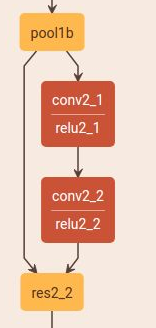 pool1b
conv2_1
relu2_1
conv2_2
relu2_2
res2_2